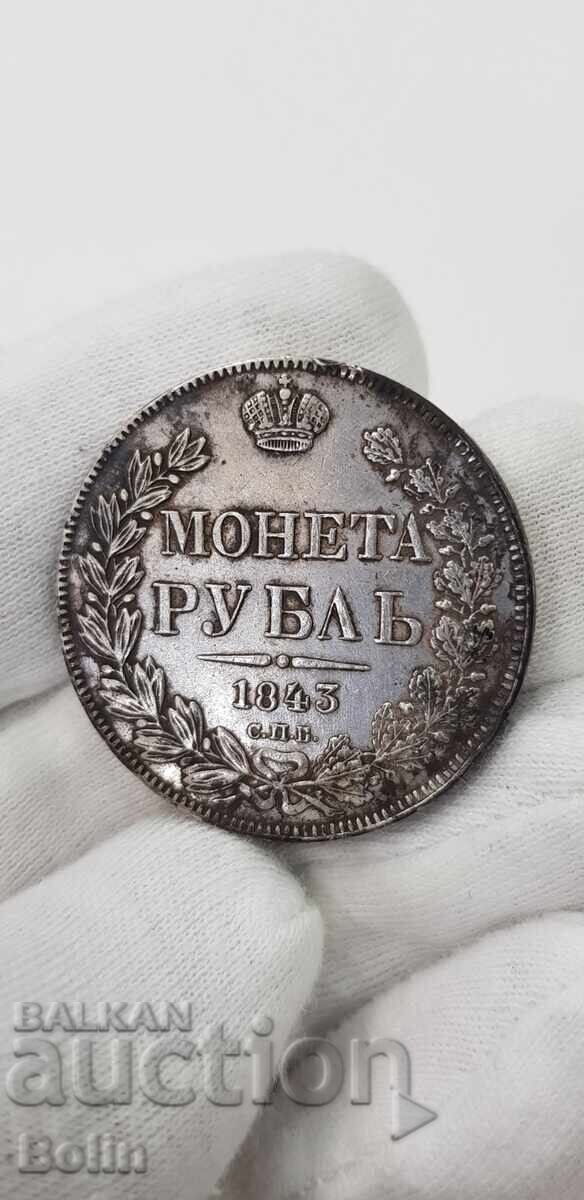 МОНЕТА
РУБЛЬ
1843
С.П.Б.
BALKAN
auction
Bolin